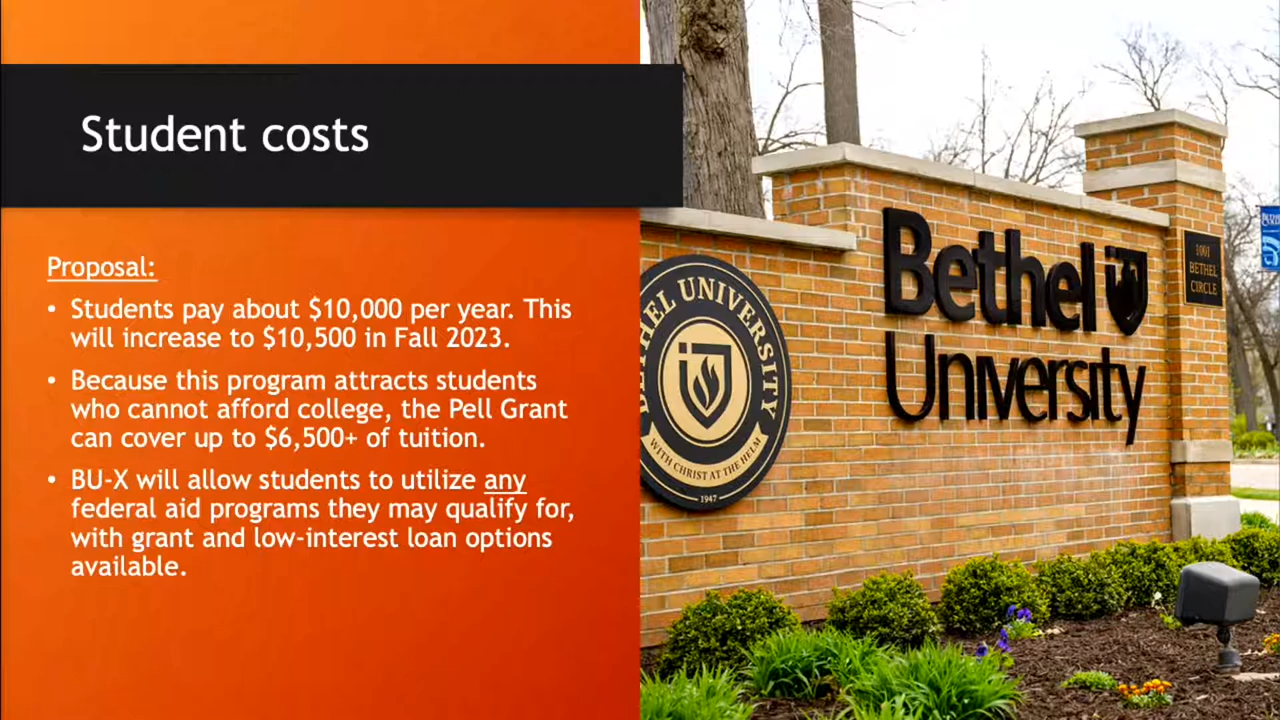 Student costs
Proposal:
• Students pay about $10,000 per year. This
will increase to $10,500 in Fall 2023.
• Because this program attracts students
who cannot afford college, the Pell Grant
can cover up to $6,500+ of tuition.
• BU-X will allow students to utilize any
federal aid programs they may qualify for,
with grant and low-interest loan options
available.
Bethel
University
1001
BETHEL
CIRCLE
UNIVERSITY
WITH CHRIST AT THE HELM
1947